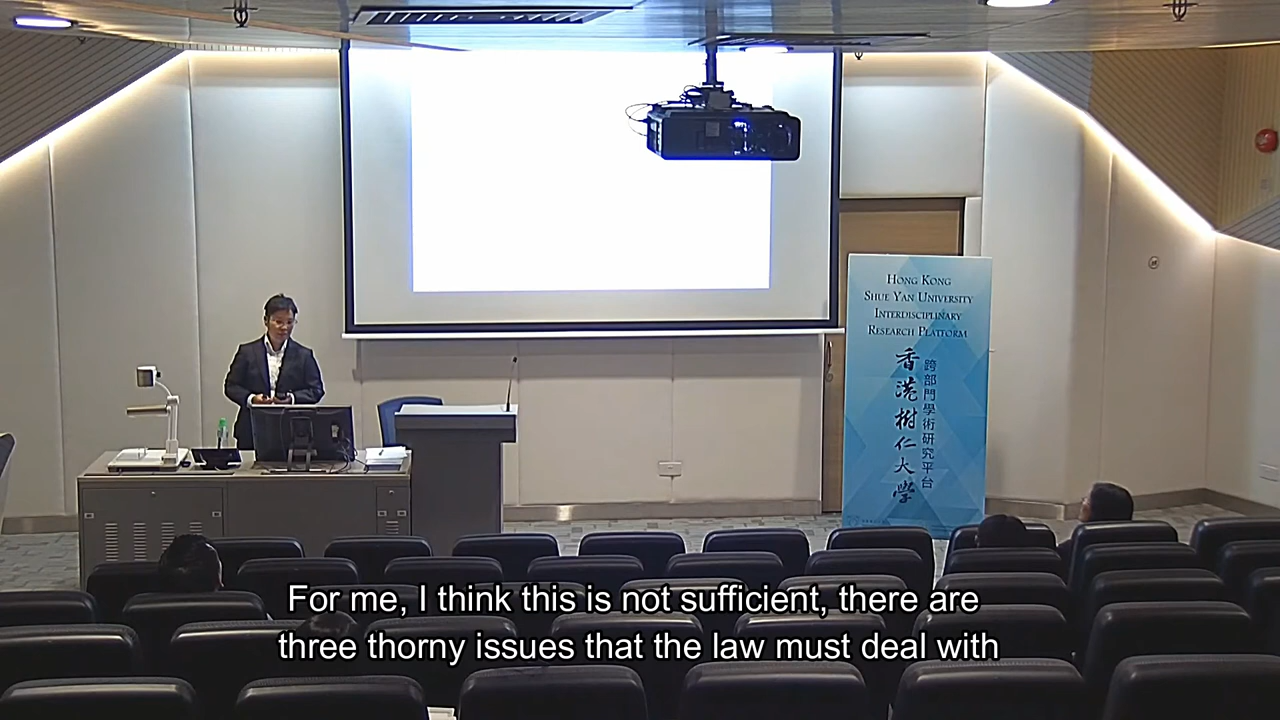 HONG KONG
SHUE YAN UNIVERSITY
INTERDISCIPLINARY
RESEARCH PLATFORM
香港樹仁大學
跨部門學術研究平台
For me, I think this is not sufficient, there are
three thorny issues that the law must deal with